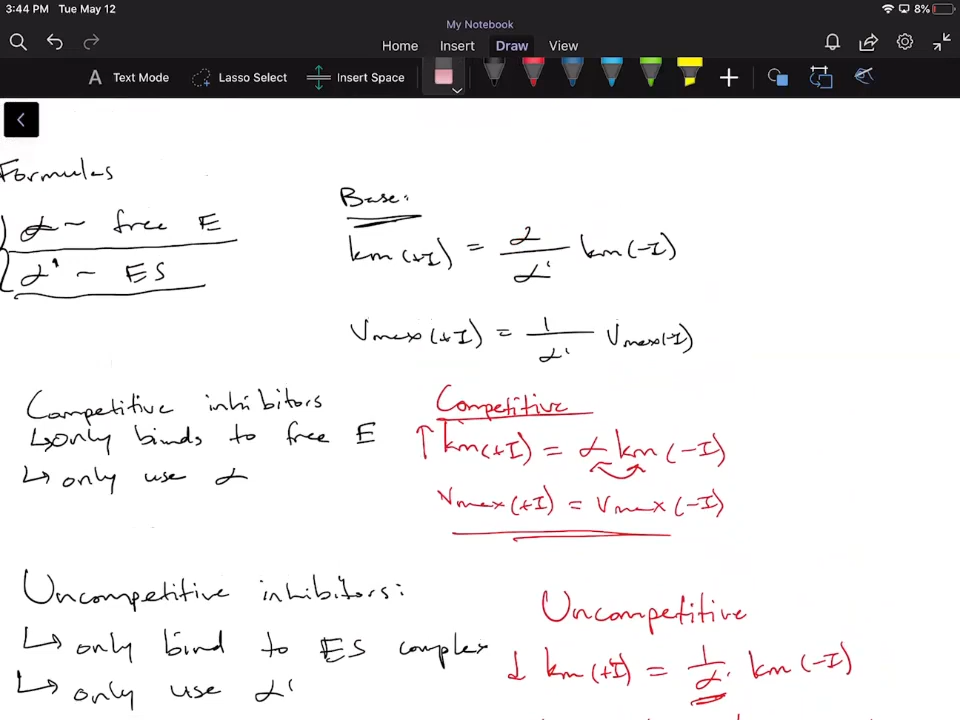 3:44 PM Tue May 12
8%
My Notebook
Home Insert Draw View
A Text Mode Lasso Select Insert Space
Formulas
α ~ free E
α' ~ ES
Base:
km(+I) = α/α' km(-I)
Vmax(+I) = 1/α' Vmax(-I)
Competitive inhibitors
↳ only binds to free E
↳ only use α
Competitive
↑ km(+I) = α km(-I)
Vmax(+I) = Vmax(-I)
Uncompetitive inhibitors:
↳ only bind to ES complex
↳ only use α'
Uncompetitive
↓ km(+I) = 1/α' km(-I)